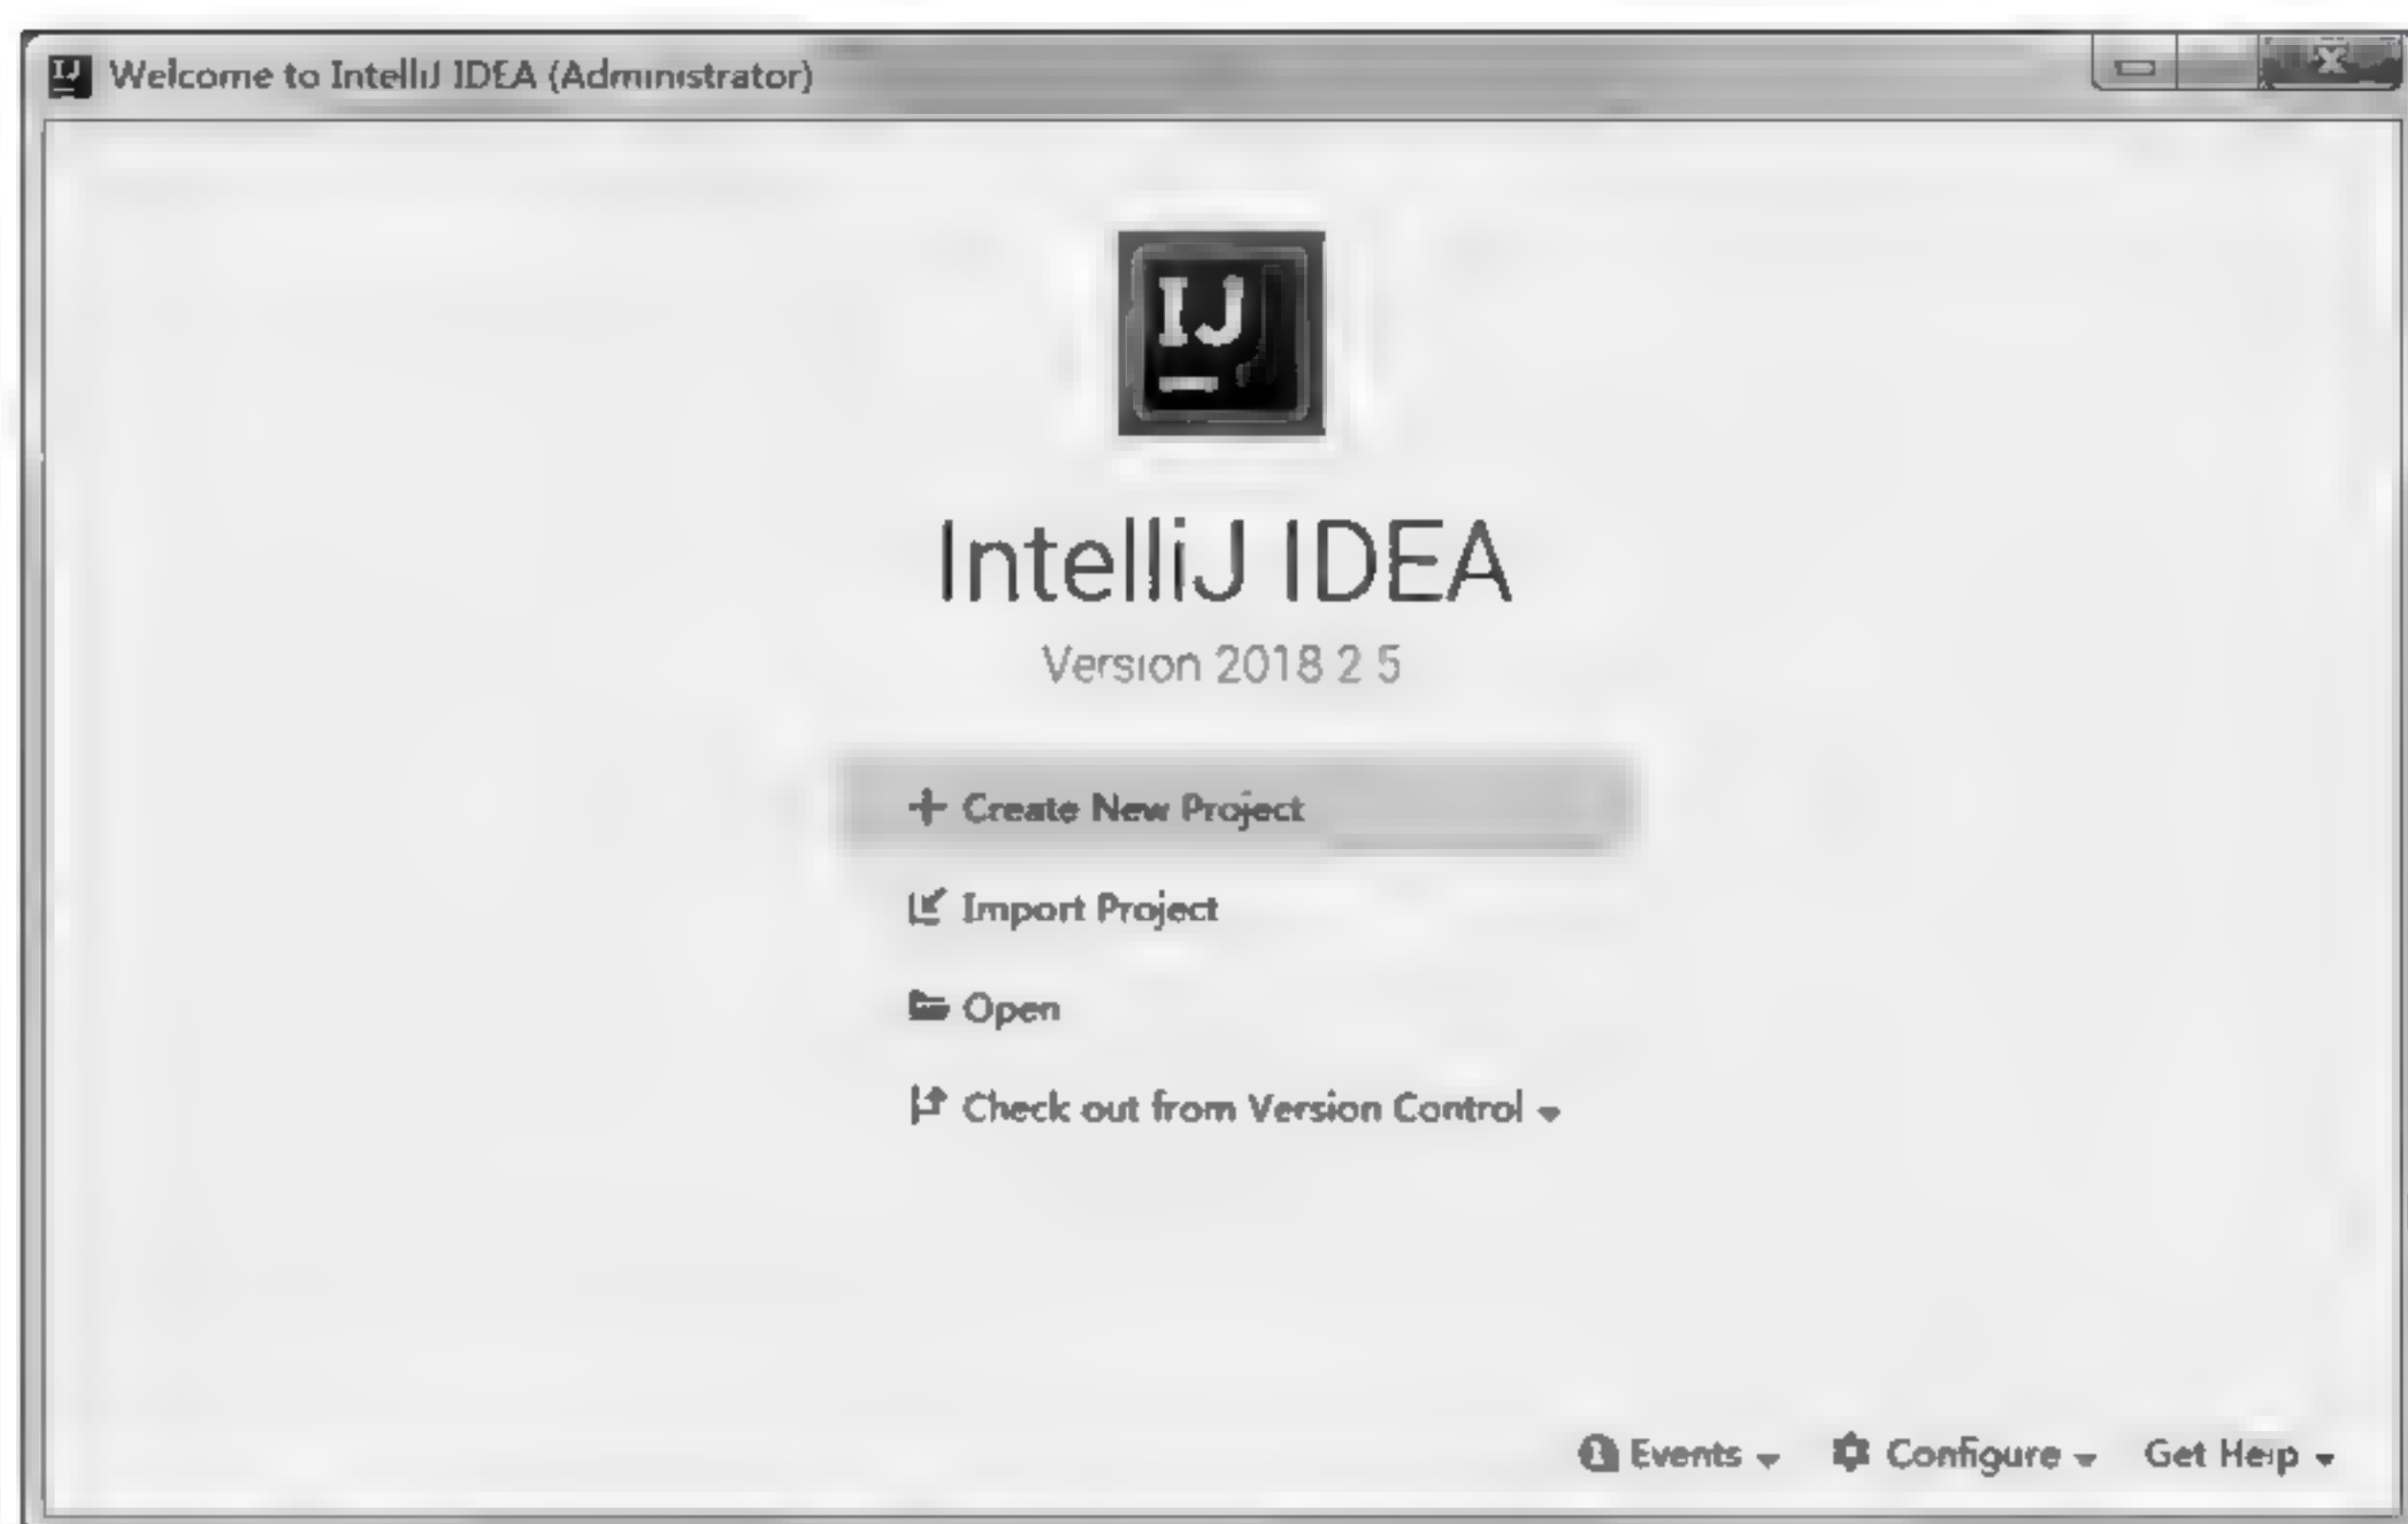 IJ Welcome to IntelliJ IDEA (Administrator)
IJ
IntelliJ IDEA
Version 2018 2 5
Create New Project
Import Project
Open
Check out from Version Control
Events Configure Get Help